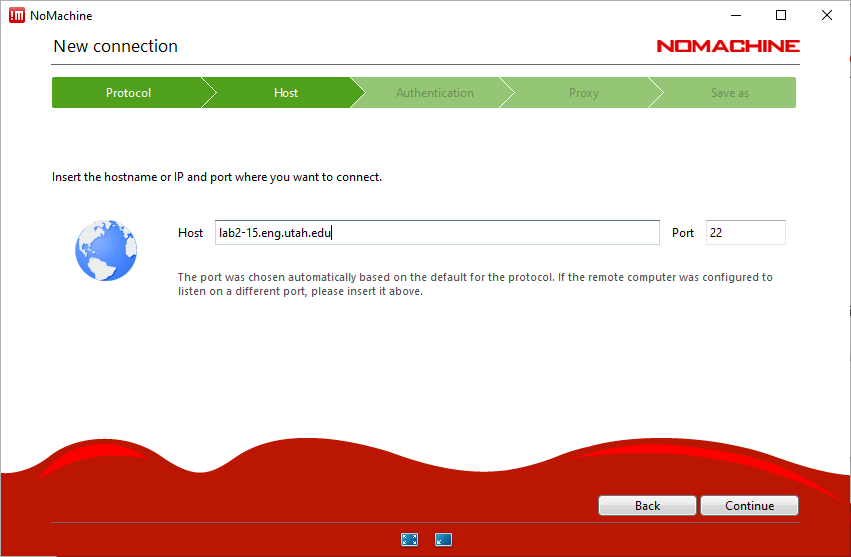 !M NoMachine
New connection
NOMACHINE
Protocol
Host
Authentication
Proxy
Save as
Insert the hostname or IP and port where you want to connect.
Host lab2-15.eng.utah.edu Port 22
The port was chosen automatically based on the default for the protocol. If the remote computer was configured to
listen on a different port, please insert it above.
Back
Continue